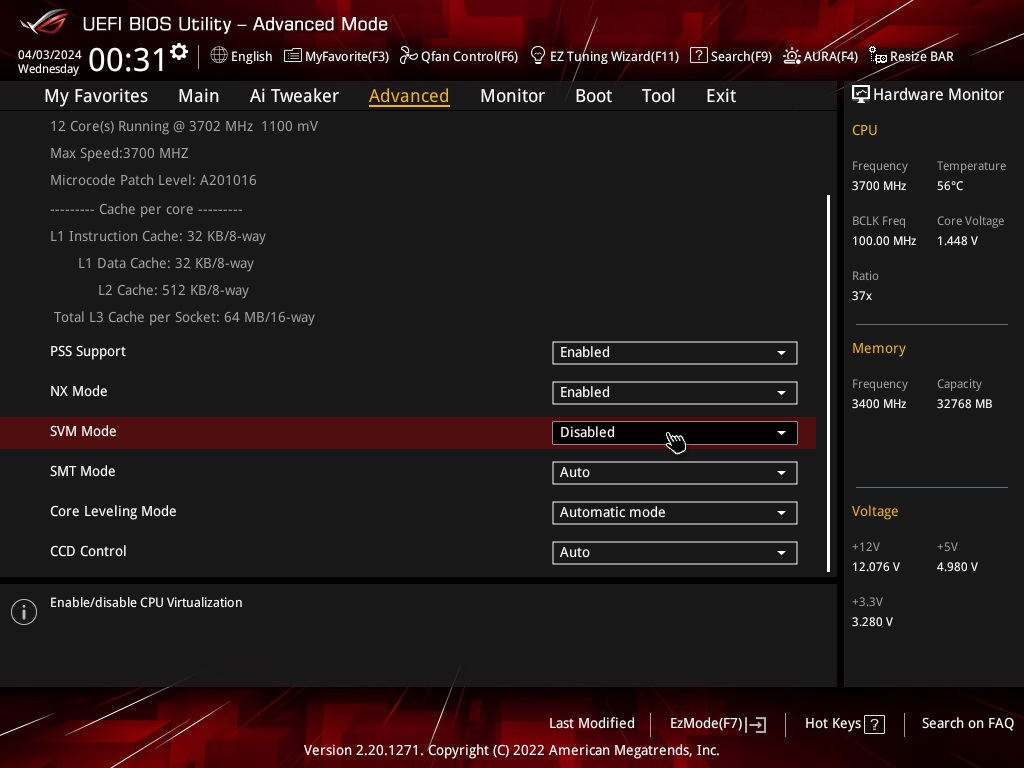 UEFI BIOS Utility – Advanced Mode
04/03/2024
Wednesday
00:31
English
MyFavorite(F3)
Qfan Control(F6)
EZ Tuning Wizard(F11)
? Search(F9)
AURA(F4)
Resize BAR
My Favorites
Main
Ai Tweaker
Advanced
Monitor
Boot
Tool
Exit
12 Core(s) Running @ 3702 MHz 1100 mV
Max Speed:3700 MHZ
Microcode Patch Level: A201016
--------- Cache per core ---------
L1 Instruction Cache: 32 KB/8-way
L1 Data Cache: 32 KB/8-way
L2 Cache: 512 KB/8-way
Total L3 Cache per Socket: 64 MB/16-way
PSS Support Enabled
NX Mode Enabled
SVM Mode Disabled
SMT Mode Auto
Core Leveling Mode Automatic mode
CCD Control Auto
i Enable/disable CPU Virtualization
Hardware Monitor
CPU
Frequency Temperature
3700 MHz 56°C
BCLK Freq Core Voltage
100.00 MHz 1.448 V
Ratio
37x
Memory
Frequency Capacity
3400 MHz 32768 MB
Voltage
+12V +5V
12.076 V 4.980 V
+3.3V
3.280 V
Last Modified
EzMode(F7)
Hot Keys ?
Search on FAQ
Version 2.20.1271. Copyright (C) 2022 American Megatrends, Inc.